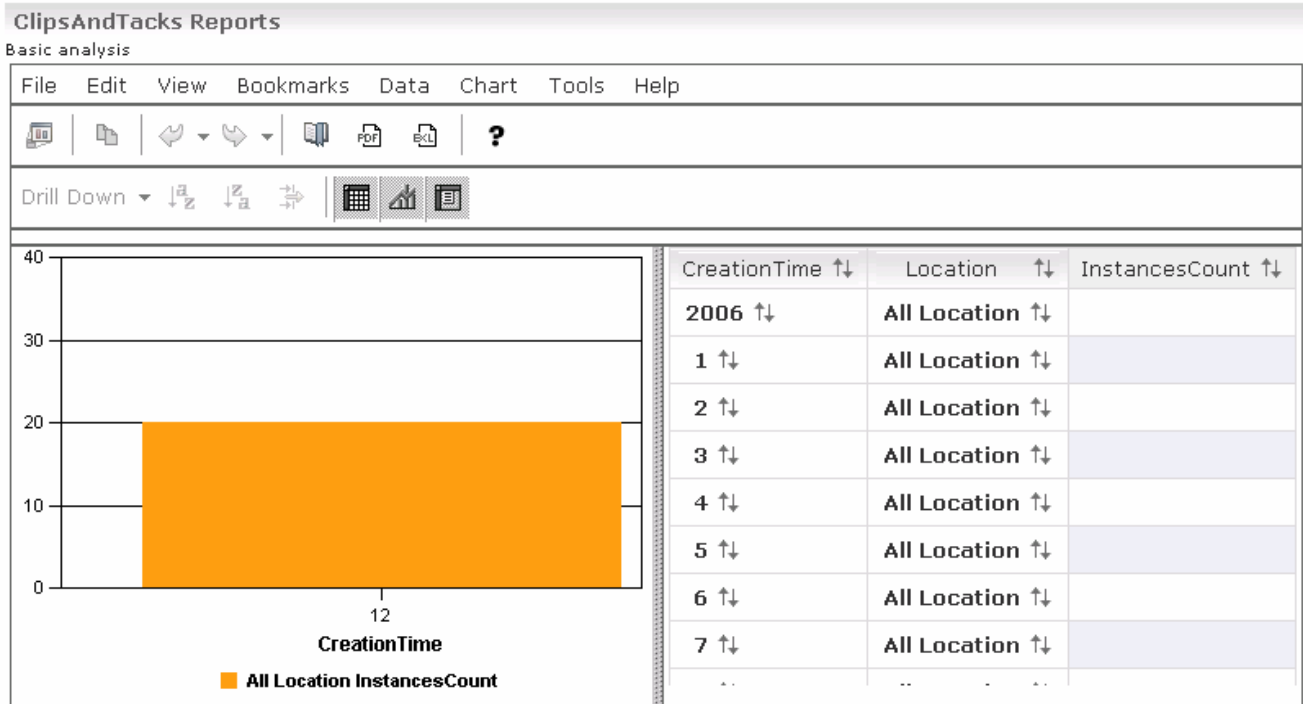 ClipsAndTacks Reports
Basic analysis
File Edit View Bookmarks Data Chart Tools Help
PDF EXL ?
Drill Down a z z a
40
30
20
10
0
12
CreationTime
All Location InstancesCount
CreationTime Location InstancesCount
2006 All Location
1 All Location
2 All Location
3 All Location
4 All Location
5 All Location
6 All Location
7 All Location